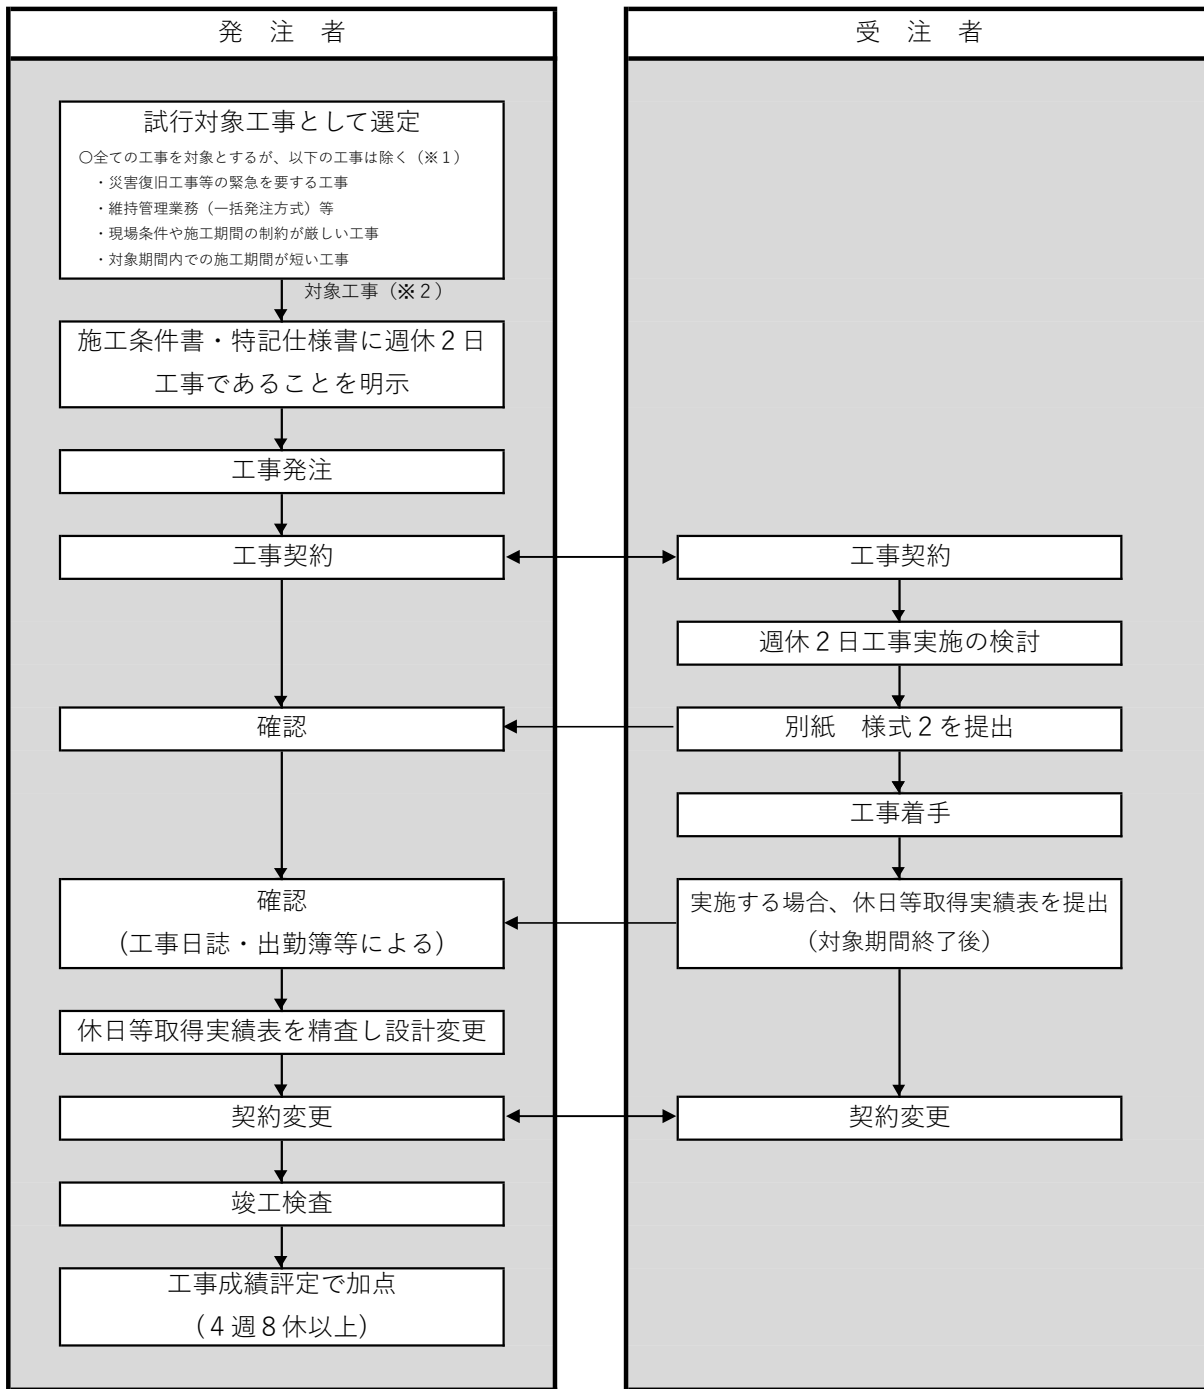 発　注　者
試行対象工事として選定
〇全ての工事を対象とするが、以下の工事は除く（※１）
・災害復旧工事等の緊急を要する工事
・維持管理業務（一括発注方式）等
・現場条件や施工期間の制約が厳しい工事
・対象期間内での施工期間が短い工事
対象工事（※２）
施工条件書・特記仕様書に週休２日
工事であることを明示
工事発注
工事契約
確認
確認
（工事日誌・出勤簿等による）
休日等取得実績表を精査し設計変更
契約変更
竣工検査
工事成績評定で加点
（４週８休以上）
受　注　者
工事契約
週休２日工事実施の検討
別紙　様式２を提出
工事着手
実施する場合、休日等取得実績表を提出
（対象期間終了後）
契約変更